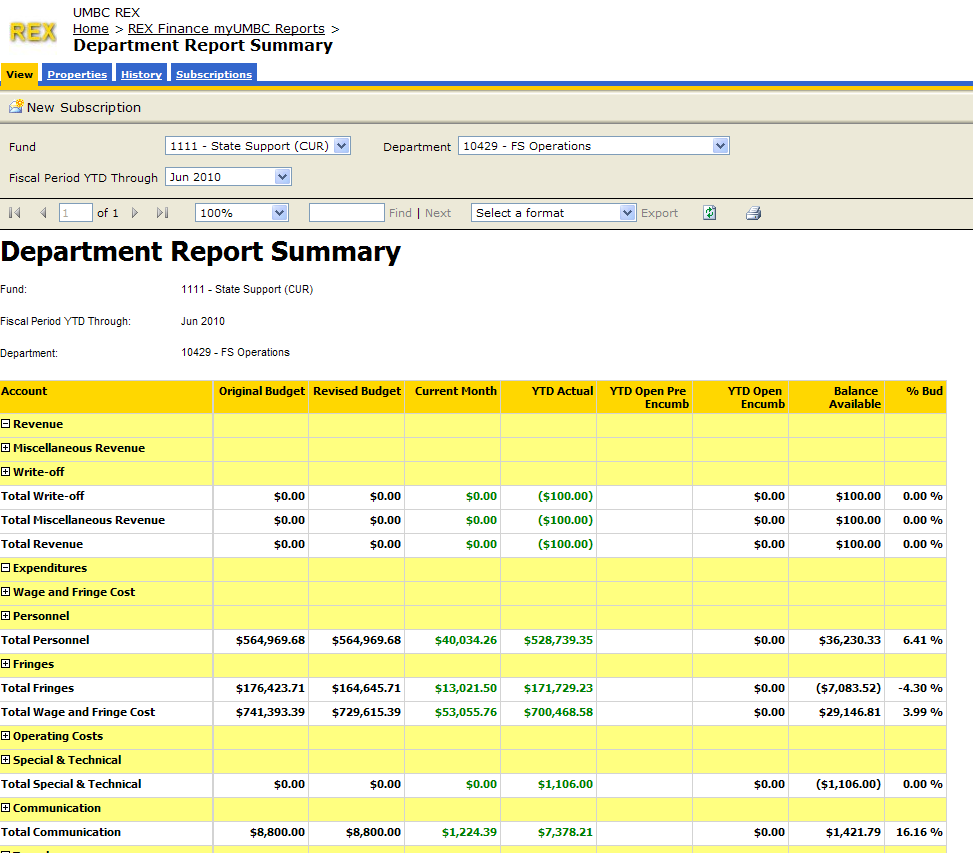 REX
UMBC REX
Home > REX Finance myUMBC Reports >
Department Report Summary
View Properties History Subscriptions
New Subscription
Fund 1111 - State Support (CUR) Department 10429 - FS Operations
Fiscal Period YTD Through Jun 2010
1 of 1 100% Find | Next Select a format Export
Department Report Summary
Fund: 1111 - State Support (CUR)
Fiscal Period YTD Through: Jun 2010
Department: 10429 - FS Operations
Account Original Budget Revised Budget Current Month YTD Actual YTD Open Pre Encumb YTD Open Encumb Balance Available % Bud
Revenue
Miscellaneous Revenue
Write-off
Total Write-off $0.00 $0.00 $0.00 ($100.00) $0.00 $100.00 0.00 %
Total Miscellaneous Revenue $0.00 $0.00 $0.00 ($100.00) $0.00 $100.00 0.00 %
Total Revenue $0.00 $0.00 $0.00 ($100.00) $0.00 $100.00 0.00 %
Expenditures
Wage and Fringe Cost
Personnel
Total Personnel $564,969.68 $564,969.68 $40,034.26 $528,739.35 $0.00 $36,230.33 6.41 %
Fringes
Total Fringes $176,423.71 $164,645.71 $13,021.50 $171,729.23 $0.00 ($7,083.52) -4.30 %
Total Wage and Fringe Cost $741,393.39 $729,615.39 $53,055.76 $700,468.58 $0.00 $29,146.81 3.99 %
Operating Costs
Special & Technical
Total Special & Technical $0.00 $0.00 $0.00 $1,106.00 $0.00 ($1,106.00) 0.00 %
Communication
Total Communication $8,800.00 $8,800.00 $1,224.39 $7,378.21 $0.00 $1,421.79 16.16 %